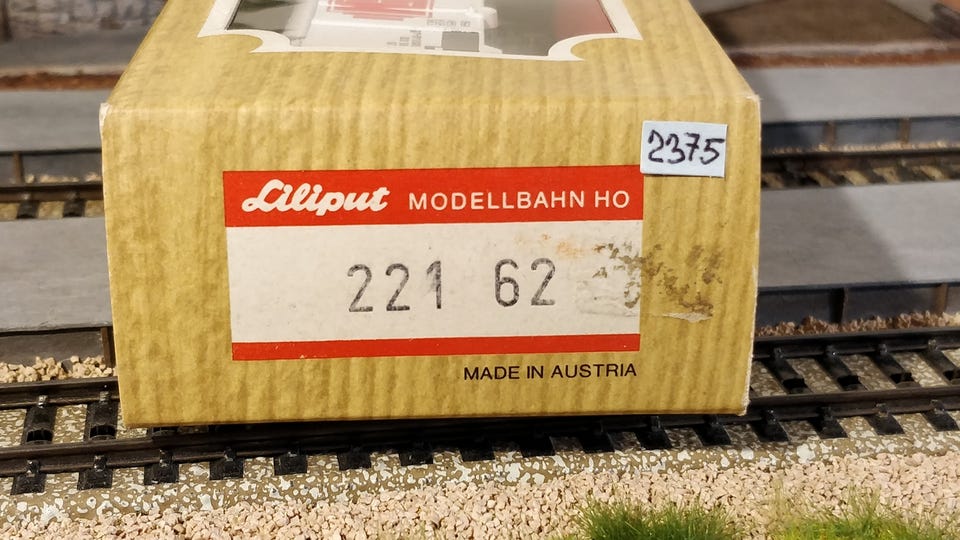 2375
Liliput MODELLBAHN HO
221 62
MADE IN AUSTRIA